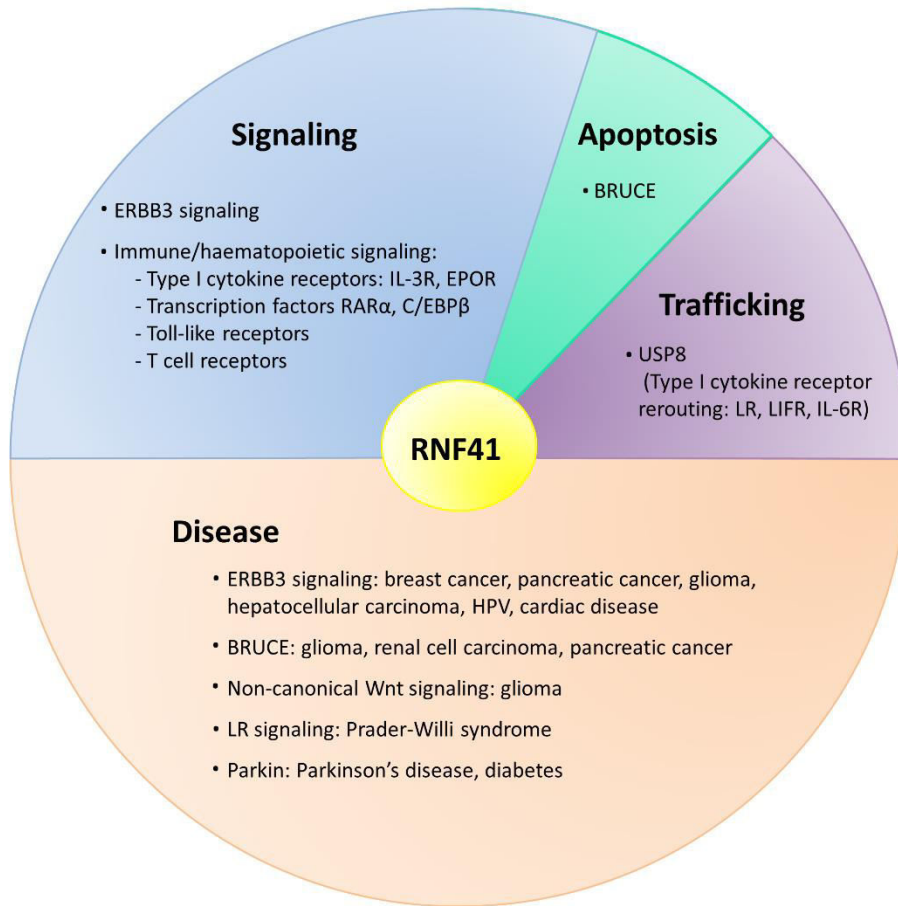 Signaling
• ERBB3 signaling
• Immune/haematopoietic signaling:
- Type I cytokine receptors: IL-3R, EPOR
- Transcription factors RARα, C/EBPβ
- Toll-like receptors
- T cell receptors
Apoptosis
• BRUCE
Trafficking
• USP8
(Type I cytokine receptor
rerouting: LR, LIFR, IL-6R)
RNF41
Disease
• ERBB3 signaling: breast cancer, pancreatic cancer, glioma,
hepatocellular carcinoma, HPV, cardiac disease
• BRUCE: glioma, renal cell carcinoma, pancreatic cancer
• Non-canonical Wnt signaling: glioma
• LR signaling: Prader-Willi syndrome
• Parkin: Parkinson’s disease, diabetes